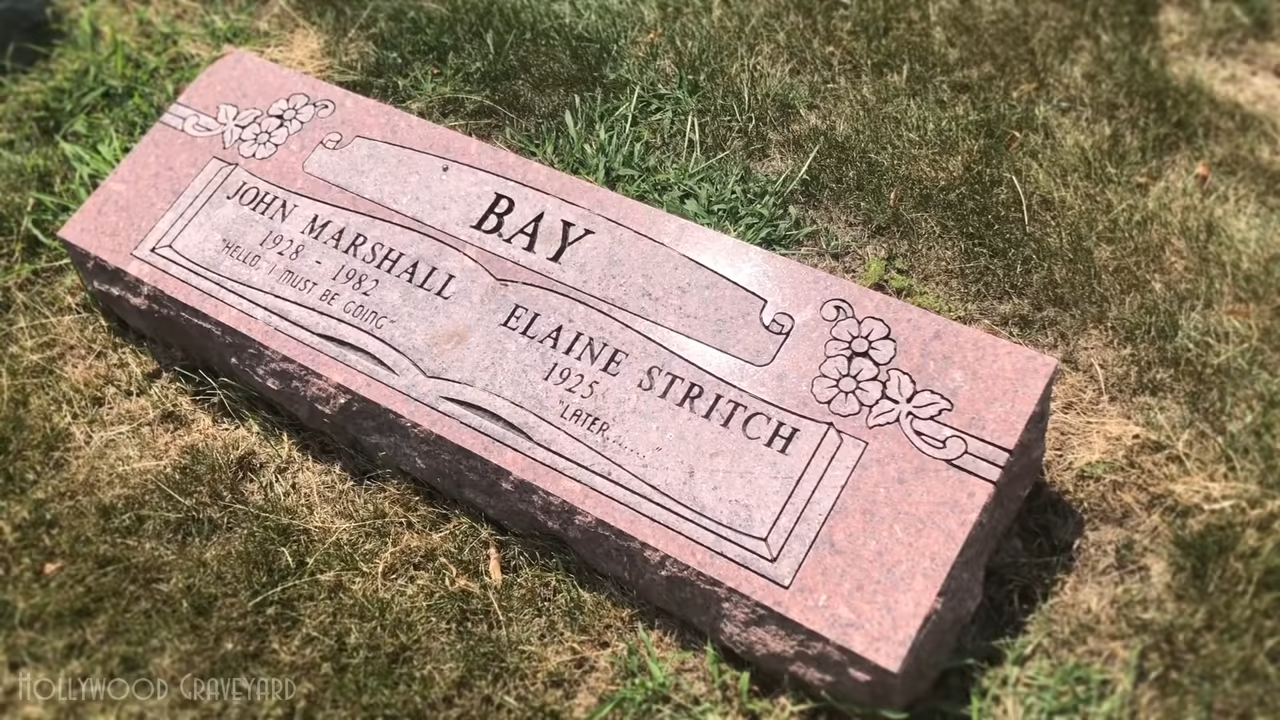 BAY
JOHN MARSHALL
1928 - 1982
"HELLO, I MUST BE GOING"
ELAINE STRITCH
1925
"LATER......"
HOLLYWOOD GRAVEYARD